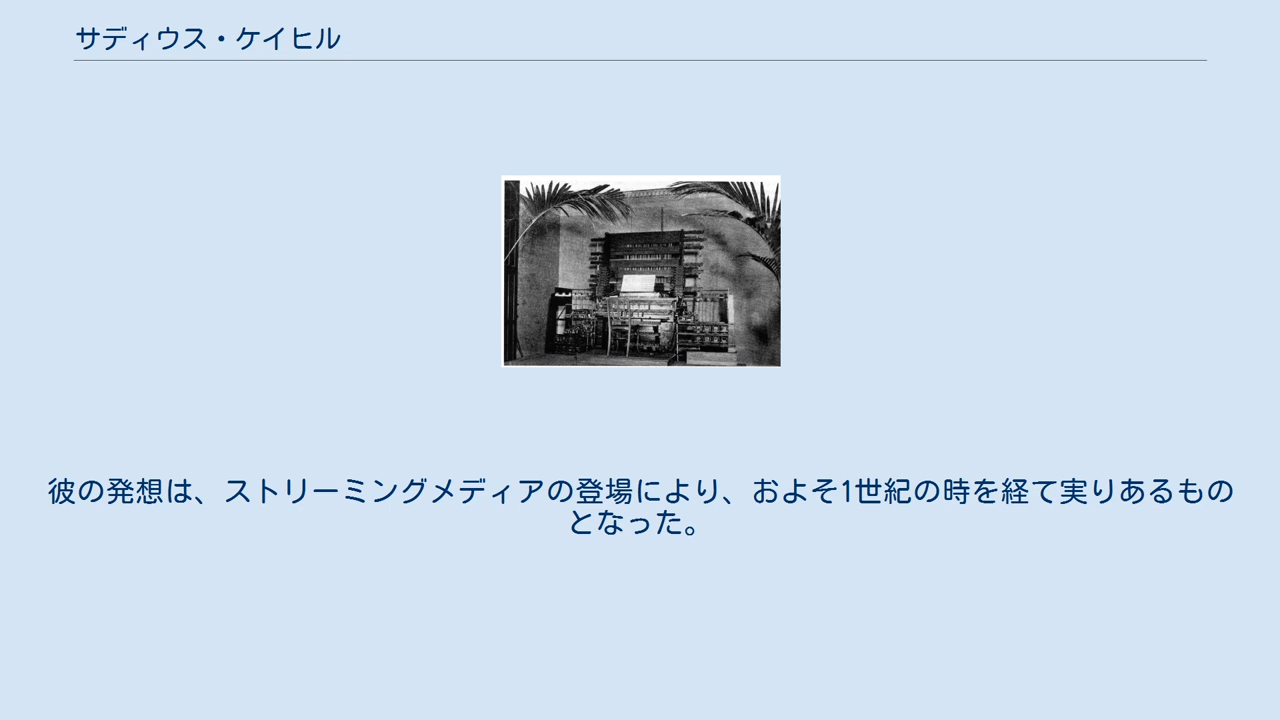 サディウス・ケイヒル
彼の発想は、ストリーミングメディアの登場により、およそ1世紀の時を経て実りあるもの
となった。